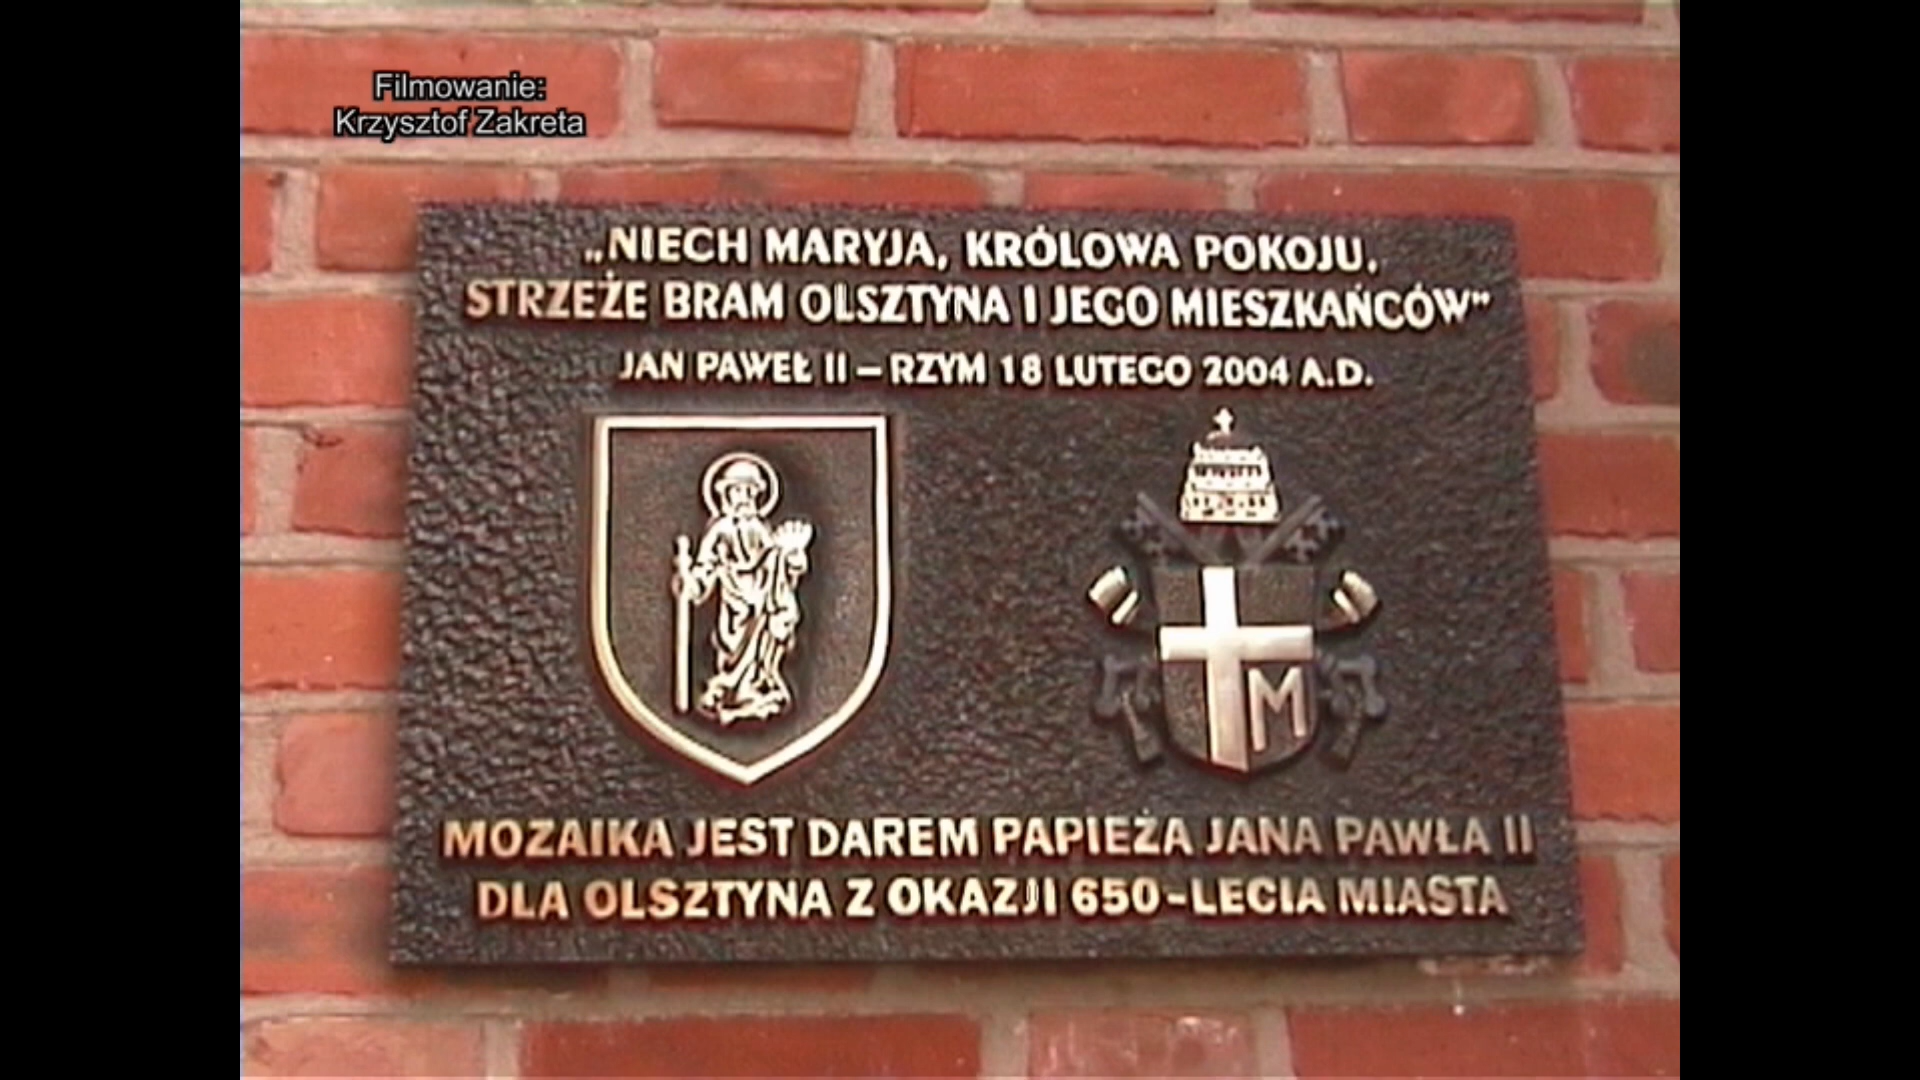 Filmowanie:
Krzysztof Zakreta
„NIECH MARYJA, KRÓLOWA POKOJU,
STRZEŻE BRAM OLSZTYNA I JEGO MIESZKAŃCÓW”
JAN PAWEŁ II – RZYM 18 LUTEGO 2004 A.D.
M
MOZAIKA JEST DAREM PAPIEŻA JANA PAWŁA II
DLA OLSZTYNA Z OKAZJI 650-LECIA MIASTA